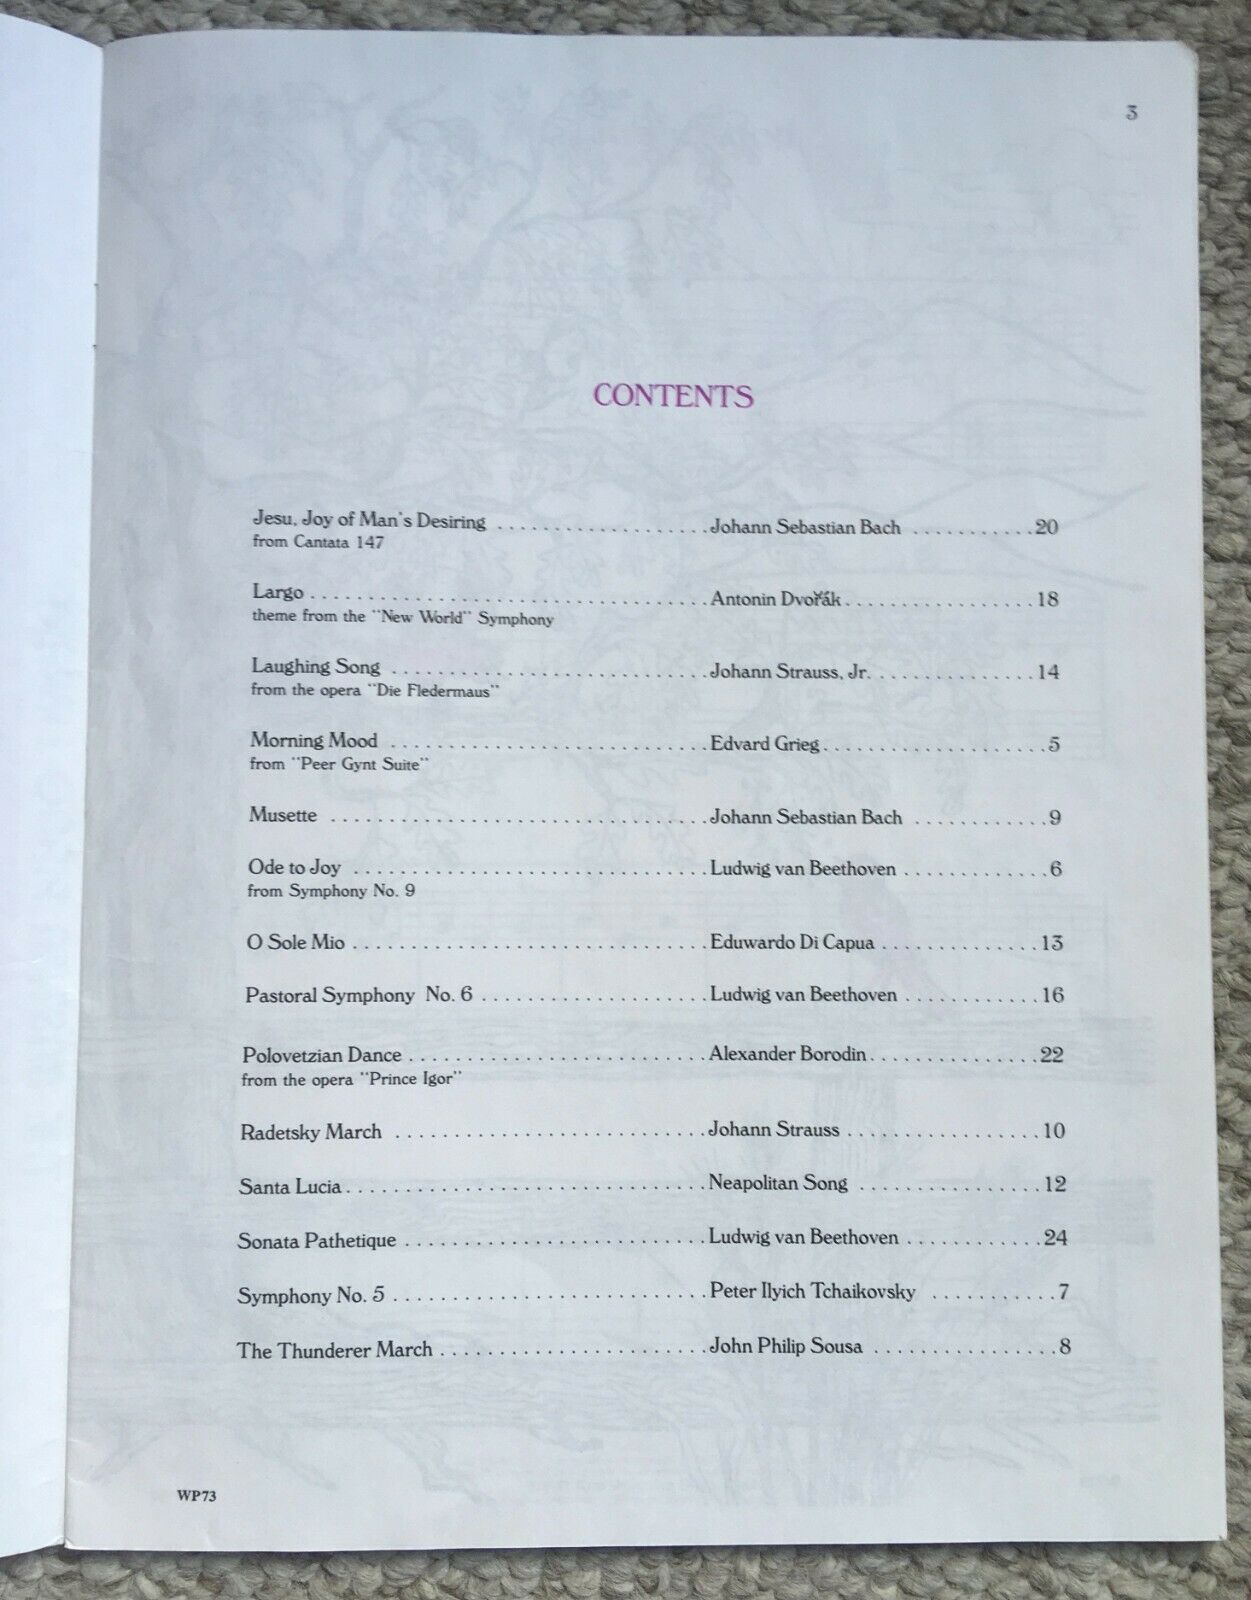 3
CONTENTS
Jesu, Joy of Man's Desiring . . . . . . . . . . . . . . . . . . . Johann Sebastian Bach . . . . . . . . . . . 20
from Cantata 147
Largo . . . . . . . . . . . . . . . . . . . . . . . . . . . . . . . . . . Antonin Dvořák . . . . . . . . . . . . . . . . . 18
theme from the "New World" Symphony
Laughing Song . . . . . . . . . . . . . . . . . . . . . . . . . . . Johann Strauss, Jr. . . . . . . . . . . . . . . . 14
from the opera "Die Fledermaus"
Morning Mood . . . . . . . . . . . . . . . . . . . . . . . . . . . Edvard Grieg . . . . . . . . . . . . . . . . . . . . 5
from "Peer Gynt Suite"
Musette . . . . . . . . . . . . . . . . . . . . . . . . . . . . . . . . Johann Sebastian Bach . . . . . . . . . . . . 9
Ode to Joy . . . . . . . . . . . . . . . . . . . . . . . . . . . . . . Ludwig van Beethoven . . . . . . . . . . . . . 6
from Symphony No. 9
O Sole Mio . . . . . . . . . . . . . . . . . . . . . . . . . . . . . . Eduwardo Di Capua . . . . . . . . . . . . . . 13
Pastoral Symphony No. 6 . . . . . . . . . . . . . . . . . . . . Ludwig van Beethoven . . . . . . . . . . . . 16
Polovetzian Dance . . . . . . . . . . . . . . . . . . . . . . . . . Alexander Borodin . . . . . . . . . . . . . . . 22
from the opera "Prince Igor"
Radetsky March . . . . . . . . . . . . . . . . . . . . . . . . . . . Johann Strauss . . . . . . . . . . . . . . . . . 10
Santa Lucia . . . . . . . . . . . . . . . . . . . . . . . . . . . . . . . Neapolitan Song . . . . . . . . . . . . . . . . 12
Sonata Pathetique . . . . . . . . . . . . . . . . . . . . . . . . . . Ludwig van Beethoven . . . . . . . . . . . . 24
Symphony No. 5 . . . . . . . . . . . . . . . . . . . . . . . . . . . Peter Ilyich Tchaikovsky . . . . . . . . . . . 7
The Thunderer March . . . . . . . . . . . . . . . . . . . . . . . John Philip Sousa . . . . . . . . . . . . . . . . 8
WP73